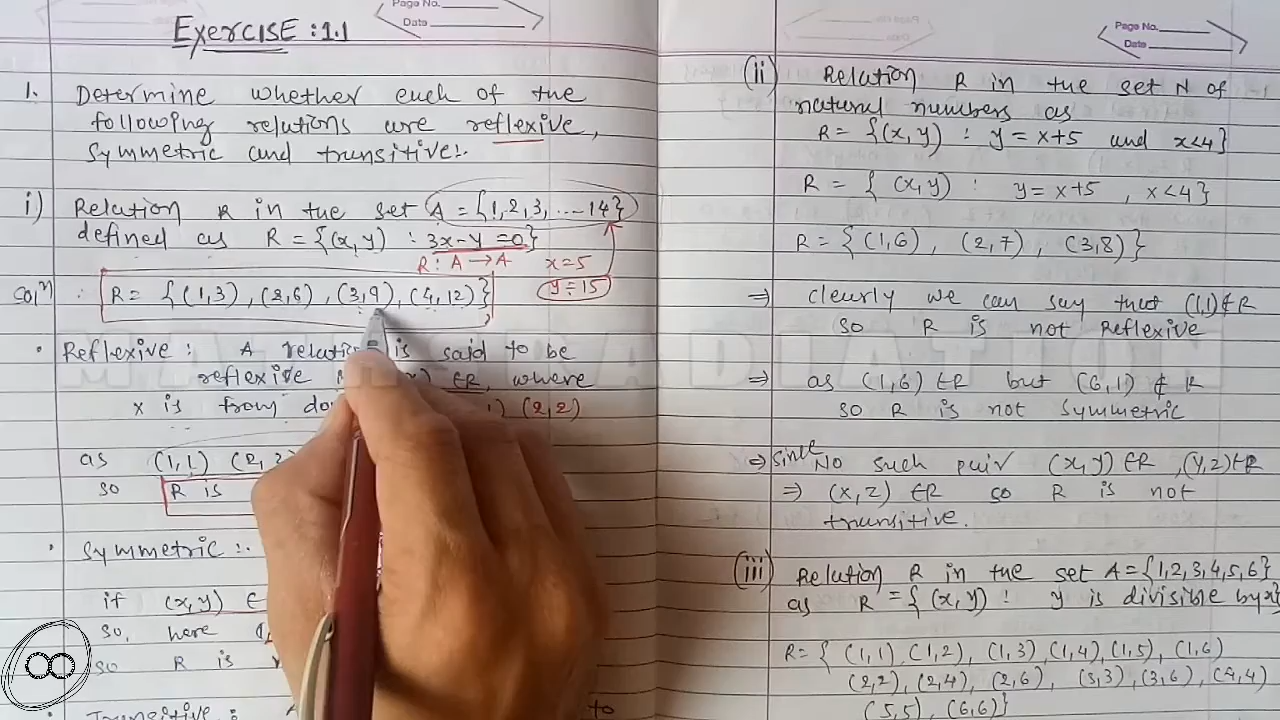 Exercise : 1.1
Page No.
Date
1. Determine whether each of the
following relations are reflexive,
symmetric and transitive:.
i) Relation R in the set A = {1,2,3,...14}
defined as R = {(x,y) : 3x-y=0}
R: A → A x=5
y=15
Solⁿ : R = {(1,3),(2,6),(3,9),(4,12)}
• Reflexive : A relation is said to be
reflexive ∈R, where
x is from (2,2)
as (1,1) (2,2
so R is
• Symmetric :.
if (x,y) ∈
so, here
so R is
Transitive : to
Page No.
Date
(ii) Relation R in the set N of
natural numbers as
R= {(x,y) : y=x+5 and x<4}
R = { (x,y) : y=x+5 , x<4}
R = {(1,6) , (2,7) , (3,8)}
⇒ clearly we can say that (1,1)∉R
so R is not Reflexive
⇒ as (1,6) ∈R but (6,1) ∉ R
so R is not symmetric
⇒ since No such pair (x,y) ∈R ,(y,z)∈R
⇒ (x,z) ∈R so R is not
transitive.
(iii) Relation R in the set A={1,2,3,4,5,6}
as R={(x,y) : y is divisible by x}
R={ (1,1),(1,2), (1,3),(1,4),(1,5), (1,6)
(2,2),(2,4),(2,6), (3,3),(3,6),(4,4)
(5,5), (6,6)}
MATH RADIATION